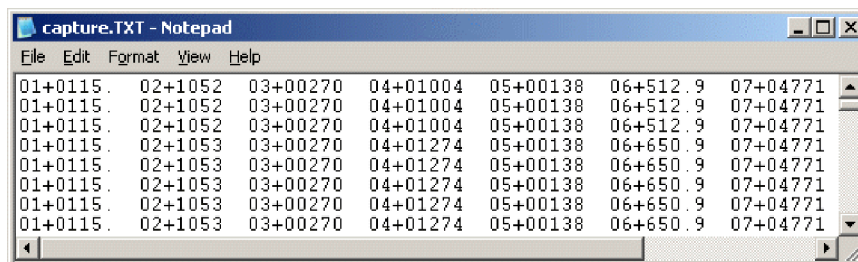 capture.TXT - Notepad
File Edit Format View Help
01+0115. 02+1052 03+00270 04+01004 05+00138 06+512.9 07+04771
01+0115. 02+1052 03+00270 04+01004 05+00138 06+512.9 07+04771
01+0115. 02+1052 03+00270 04+01004 05+00138 06+512.9 07+04771
01+0115. 02+1053 03+00270 04+01274 05+00138 06+650.9 07+04771
01+0115. 02+1053 03+00270 04+01274 05+00138 06+650.9 07+04771
01+0115. 02+1053 03+00270 04+01274 05+00138 06+650.9 07+04771
01+0115. 02+1053 03+00270 04+01274 05+00138 06+650.9 07+04771
01+0115. 02+1053 03+00270 04+01274 05+00138 06+650.9 07+04771